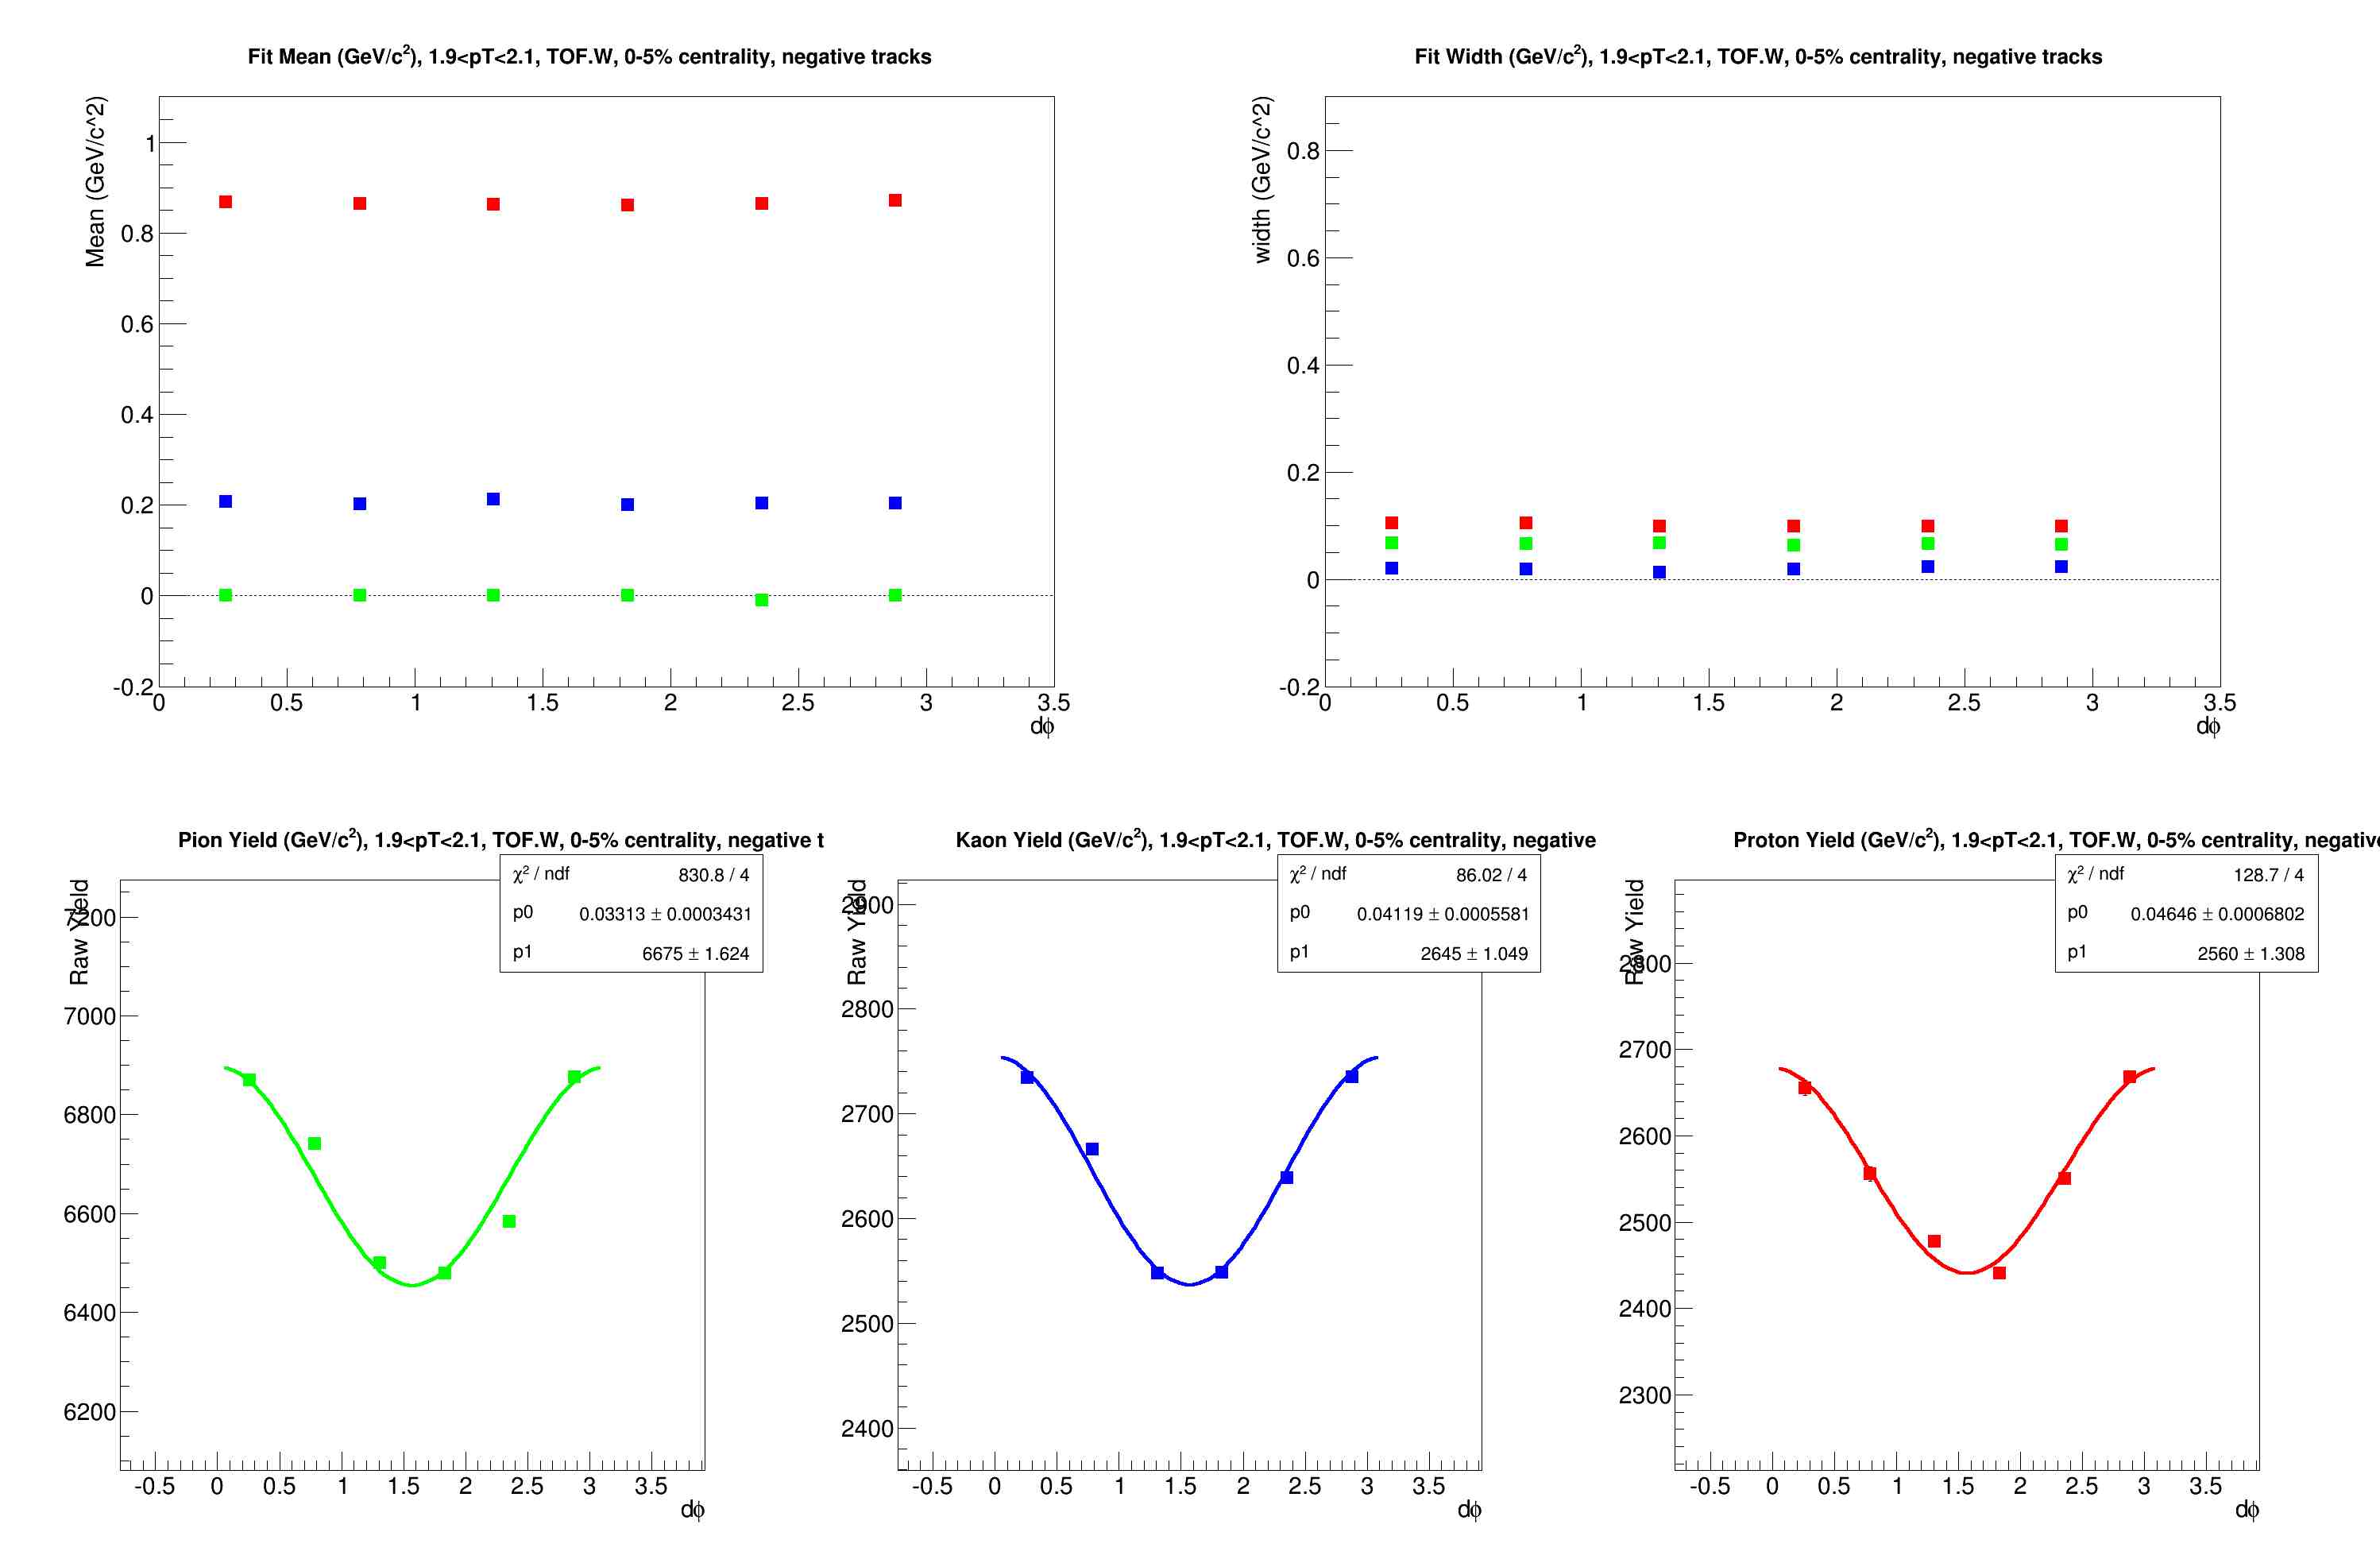 Fit Mean (GeV/c²), 1.9<pT<2.1, TOF.W, 0-5% centrality, negative tracks
Mean (GeV/c^2)
1
0.8
0.6
0.4
0.2
0
-0.2
0 0.5 1 1.5 2 2.5 3 3.5
dϕ
Fit Width (GeV/c²), 1.9<pT<2.1, TOF.W, 0-5% centrality, negative tracks
width (GeV/c^2)
0.8
0.6
0.4
0.2
0
-0.2
0 0.5 1 1.5 2 2.5 3 3.5
dϕ
Pion Yield (GeV/c²), 1.9<pT<2.1, TOF.W, 0-5% centrality, negative t
χ² / ndf 830.8 / 4
p0 0.03313 ± 0.0003431
p1 6675 ± 1.624
Raw Yield
7200
7000
6800
6600
6400
6200
-0.5 0 0.5 1 1.5 2 2.5 3 3.5
dϕ
Kaon Yield (GeV/c²), 1.9<pT<2.1, TOF.W, 0-5% centrality, negative
χ² / ndf 86.02 / 4
p0 0.04119 ± 0.0005581
p1 2645 ± 1.049
Raw Yield
2900
2800
2700
2600
2500
2400
-0.5 0 0.5 1 1.5 2 2.5 3 3.5
dϕ
Proton Yield (GeV/c²), 1.9<pT<2.1, TOF.W, 0-5% centrality, negative
χ² / ndf 128.7 / 4
p0 0.04646 ± 0.0006802
p1 2560 ± 1.308
Raw Yield
2800
2700
2600
2500
2400
2300
-0.5 0 0.5 1 1.5 2 2.5 3 3.5
dϕ